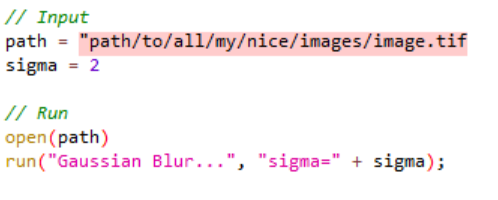 // Input
path = "path/to/all/my/nice/images/image.tif
sigma = 2
// Run
open(path)
run("Gaussian Blur...", "sigma=" + sigma);